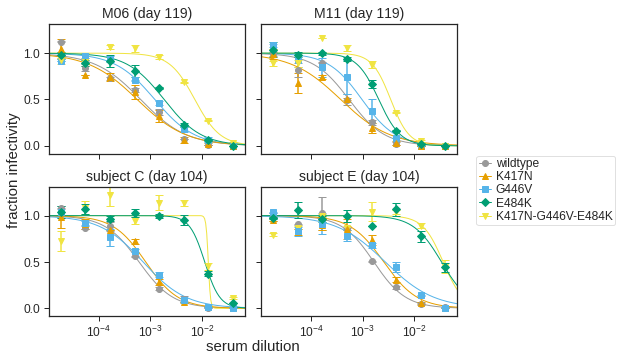 M06 (day 119)
M11 (day 119)
1.0
0.5
0.0
subject C (day 104)
subject E (day 104)
1.0
0.5
0.0
fraction infectivity
10⁻⁴
10⁻³
10⁻²
10⁻⁴
10⁻³
10⁻²
serum dilution
wildtype
K417N
G446V
E484K
K417N-G446V-E484K